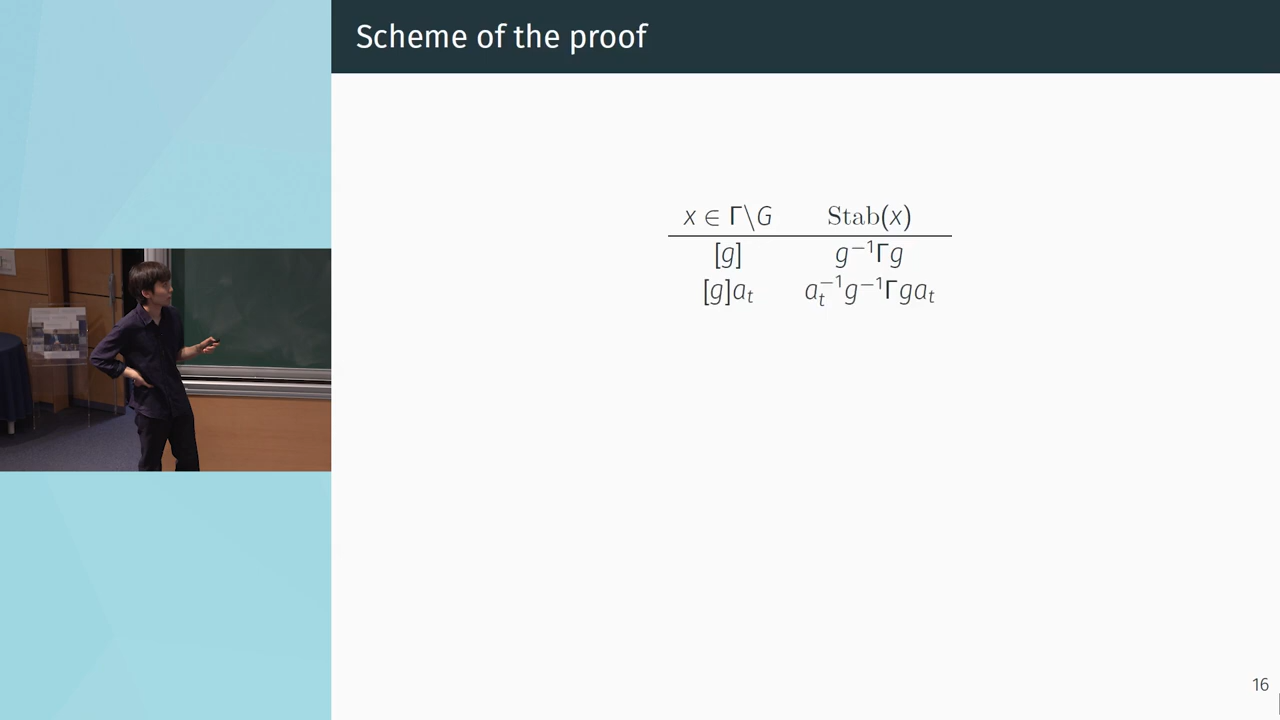 Scheme of the proof
x ∈ Γ\G Stab(x)
[g] g⁻¹Γg
[g]aₜ aₜ⁻¹g⁻¹Γgaₜ
16